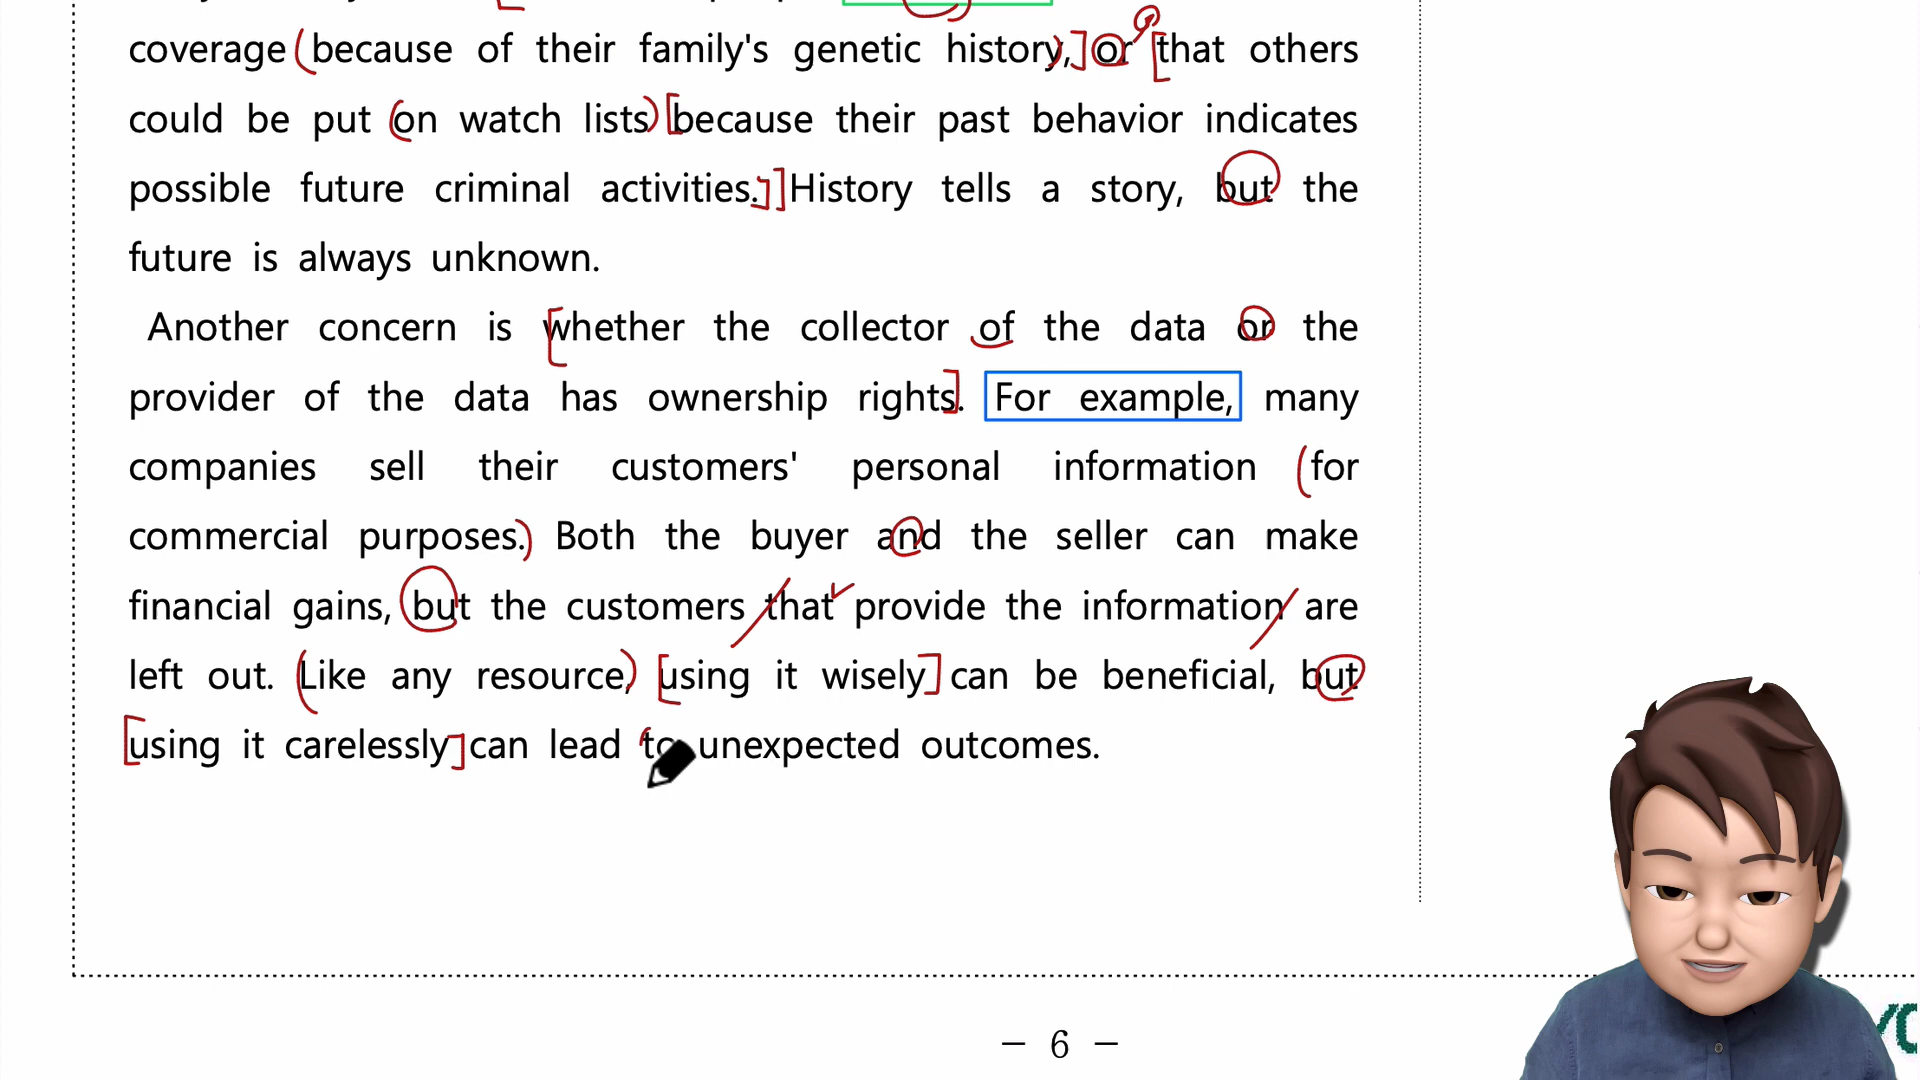 coverage (because of their family's genetic history,] or [that others
could be put (on watch lists) [because their past behavior indicates
possible future criminal activities.]] History tells a story, but the
future is always unknown.
Another concern is [whether the collector of the data or the
provider of the data has ownership rights]. For example, many
companies sell their customers' personal information (for
commercial purposes.) Both the buyer and the seller can make
financial gains, but the customers / that provide the information / are
left out. (Like any resource,) [using it wisely] can be beneficial, but
[using it carelessly] can lead (to unexpected outcomes.
- 6 -